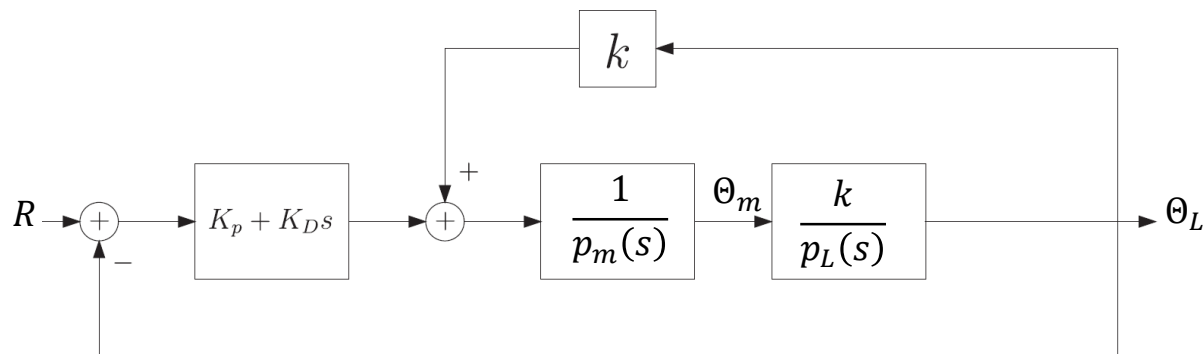 k
+
R
+
K_p + K_D s
+
1
p_m(s)
Θ_m
k
p_L(s)
Θ_L
−